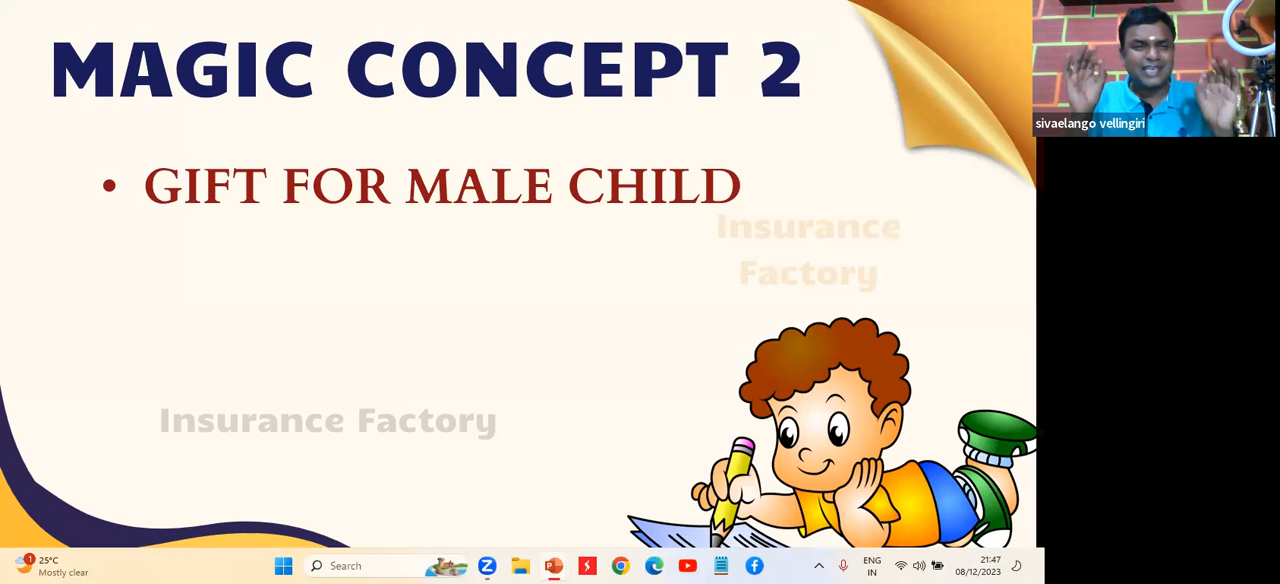 MAGIC CONCEPT 2
sivaelango vellingiri
• GIFT FOR MALE CHILD
Insurance
Factory
Insurance Factory
1
25°C
Mostly clear
Search
ENG
IN
21:47
08/12/2023